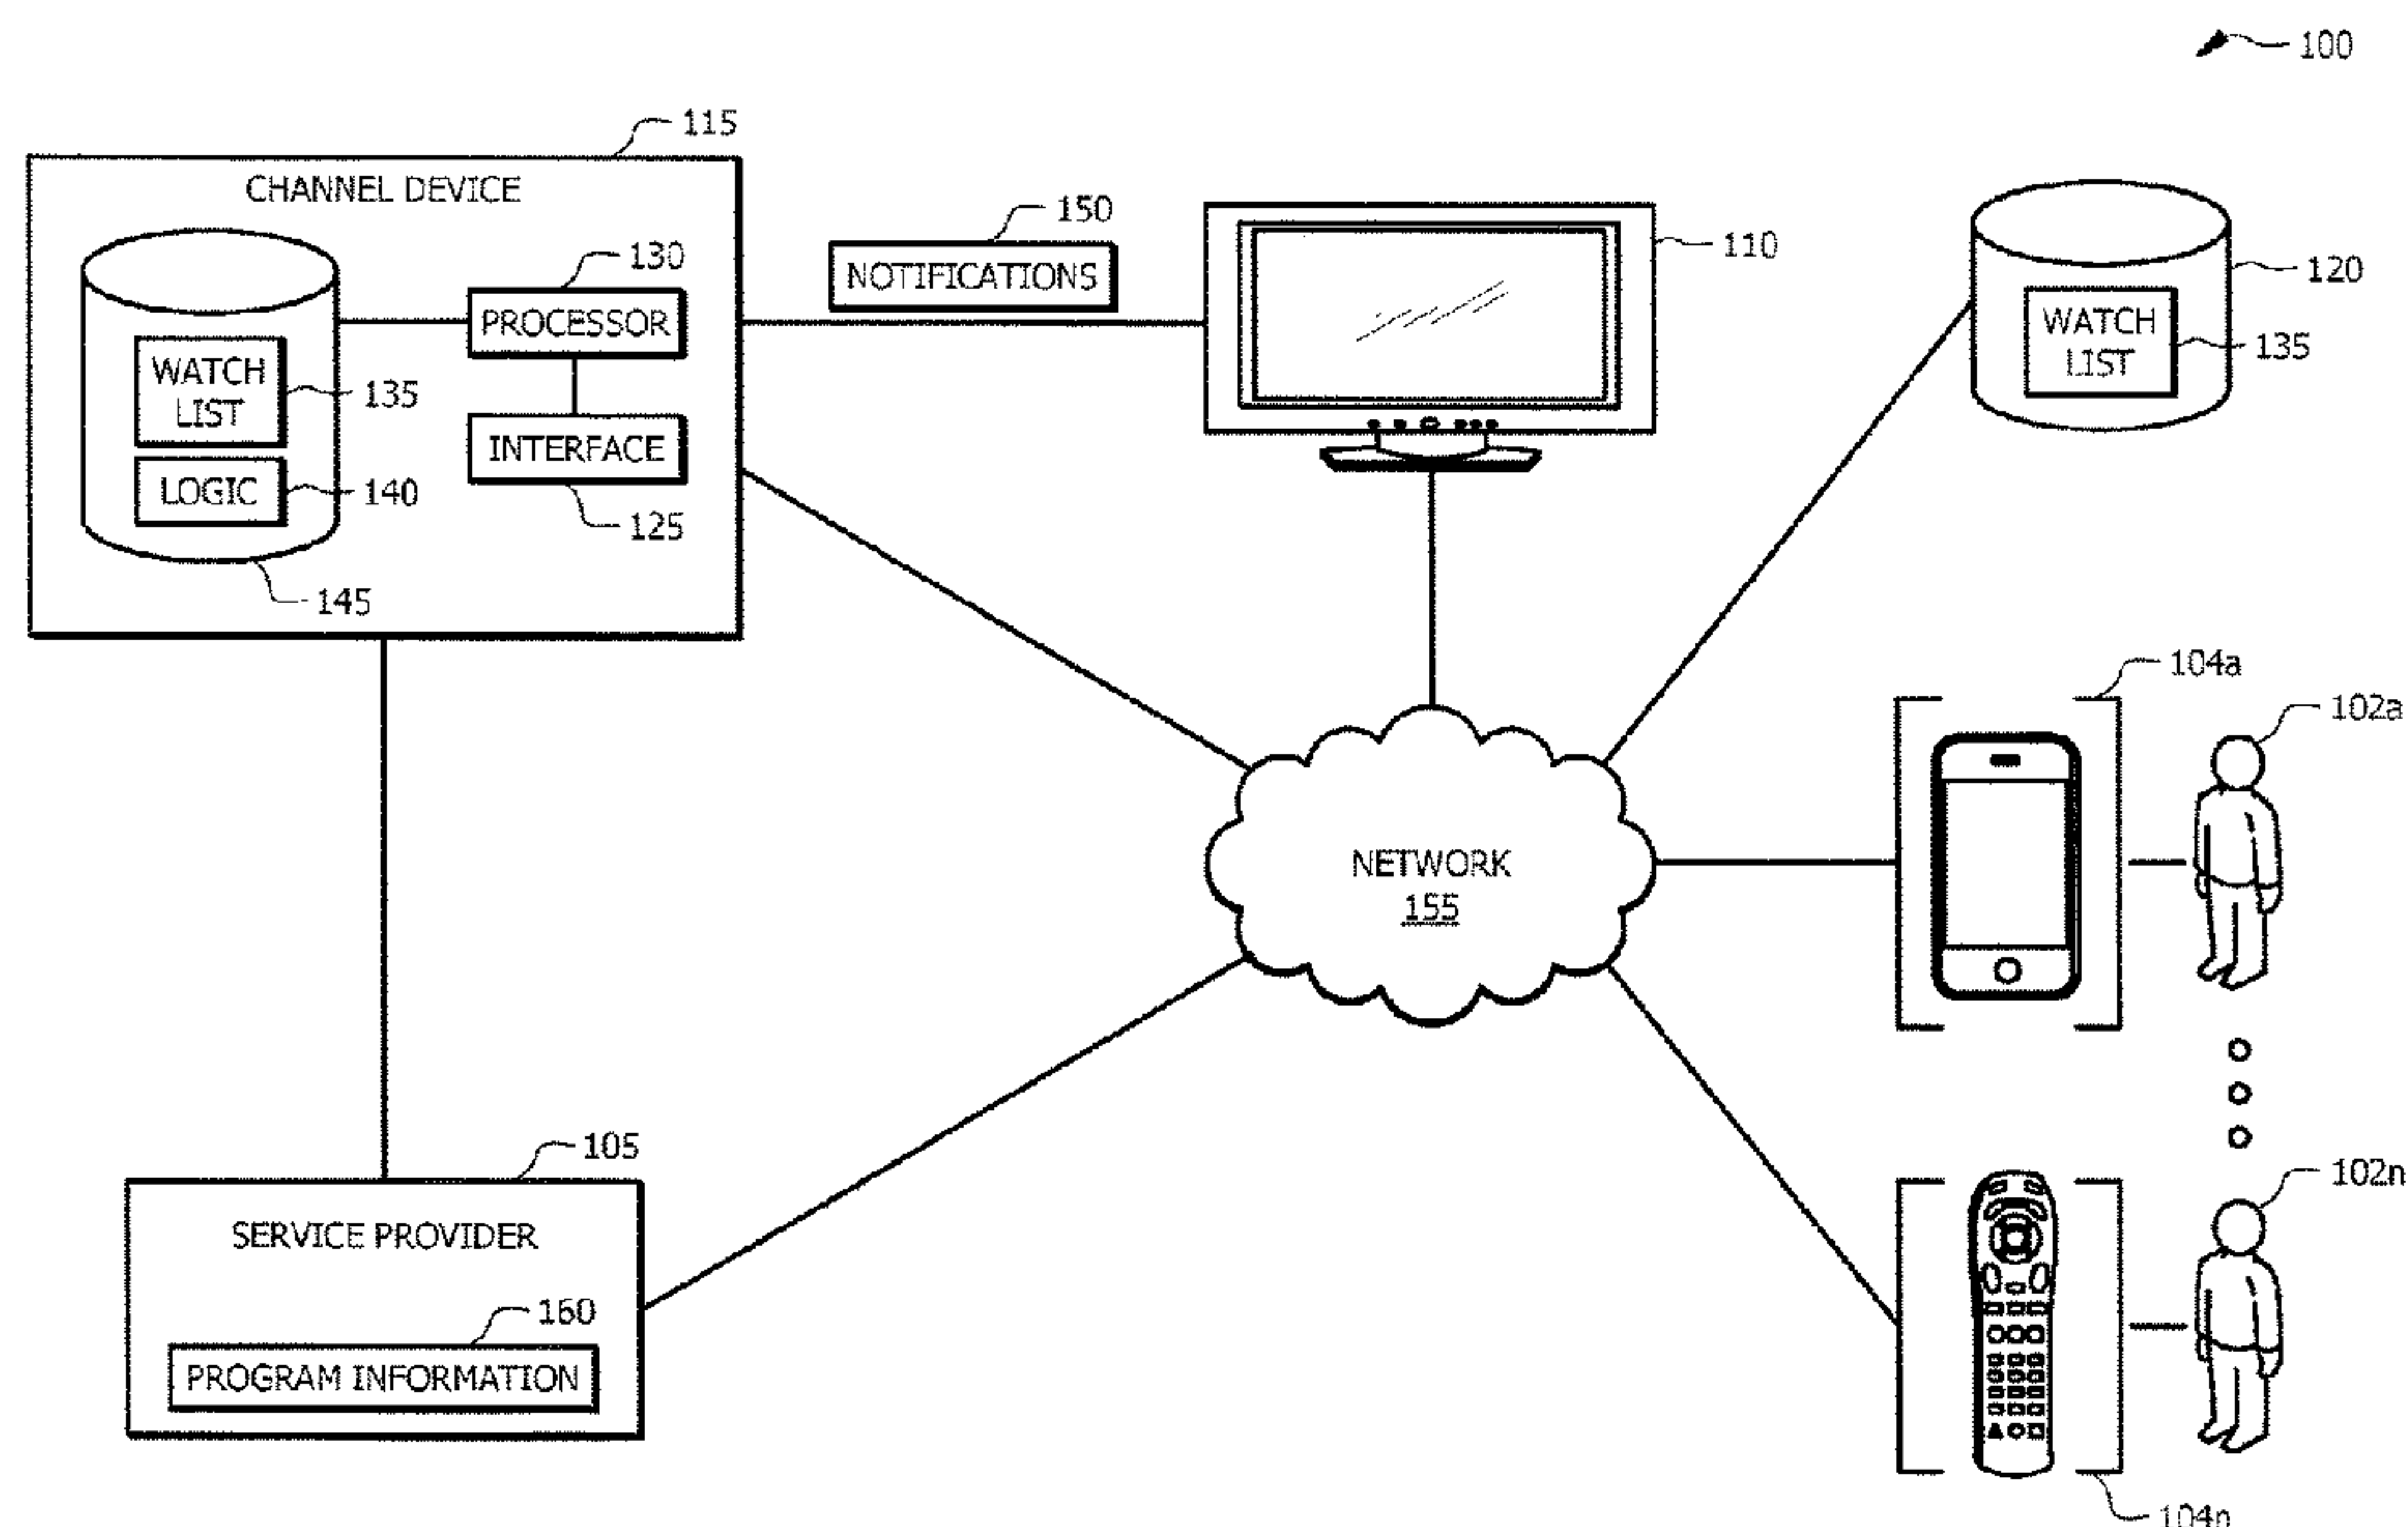 100
115
CHANNEL DEVICE
150
NOTIFICATIONS
110
130
PROCESSOR
120
WATCH
LIST
135
WATCH
LIST
135
INTERFACE
LOGIC
140
125
145
104a
102a
NETWORK
155
105
SERVICE PROVIDER
102n
160
PROGRAM INFORMATION
104n